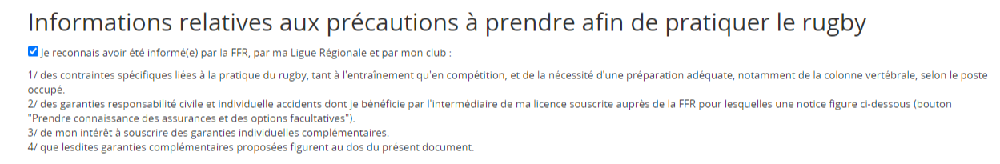 Informations relatives aux précautions à prendre afin de pratiquer le rugby
Je reconnais avoir été informé(e) par la FFR, par ma Ligue Régionale et par mon club :
1/ des contraintes spécifiques liées à la pratique du rugby, tant à l'entraînement qu'en compétition, et de la nécessité d'une préparation adéquate, notamment de la colonne vertébrale, selon le poste
occupé.
2/ des garanties responsabilité civile et individuelle accidents dont je bénéficie par l'intermédiaire de ma licence souscrite auprès de la FFR pour lesquelles une notice figure ci-dessous (bouton
"Prendre connaissance des assurances et des options facultatives").
3/ de mon intérêt à souscrire des garanties individuelles complémentaires.
4/ que lesdites garanties complémentaires proposées figurent au dos du présent document.